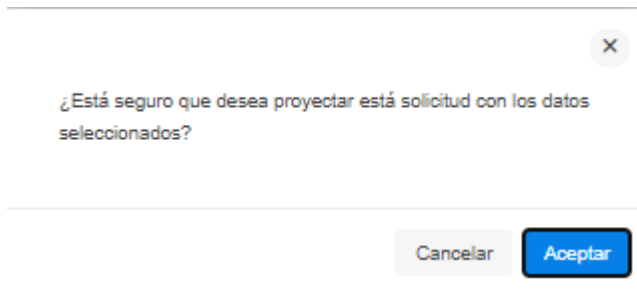 ¿Está seguro que desea proyectar está solicitud con los datos
seleccionados?
Cancelar
Aceptar